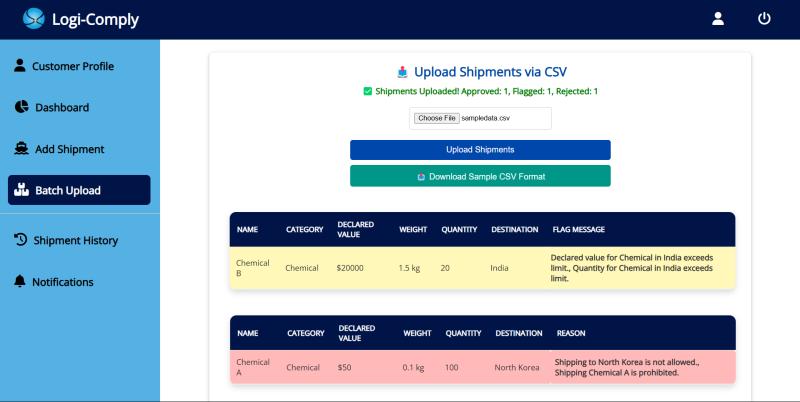 Logi-Comply
Customer Profile
Dashboard
Add Shipment
Batch Upload
Shipment History
Notifications
Upload Shipments via CSV
Shipments Uploaded! Approved: 1, Flagged: 1, Rejected: 1
Choose File sampledata.csv
Upload Shipments
Download Sample CSV Format
NAME CATEGORY DECLARED VALUE WEIGHT QUANTITY DESTINATION FLAG MESSAGE
Chemical B Chemical $20000 1.5 kg 20 India Declared value for Chemical in India exceeds
limit., Quantity for Chemical in India exceeds
limit.
NAME CATEGORY DECLARED VALUE WEIGHT QUANTITY DESTINATION REASON
Chemical A Chemical $50 0.1 kg 100 North Korea Shipping to North Korea is not allowed.,
Shipping Chemical A is prohibited.